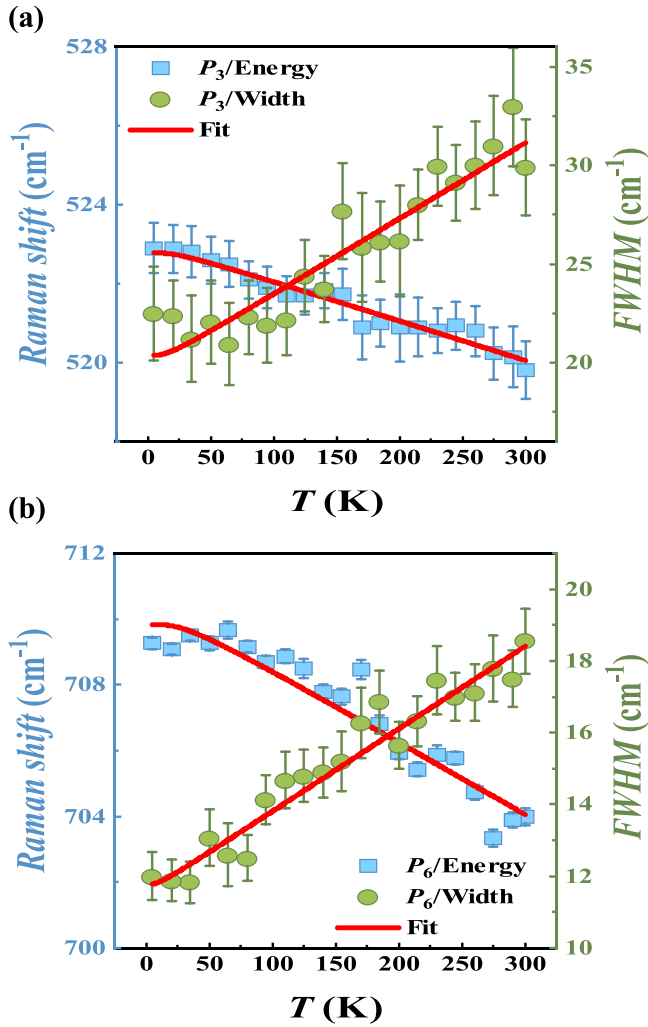 (a)
528
524
520
Raman shift (cm⁻¹)
P₃/Energy
P₃/Width
Fit
35
30
25
20
FWHM (cm⁻¹)
0 50 100 150 200 250 300
T (K)
(b)
712
708
704
700
Raman shift (cm⁻¹)
P₆/Energy
P₆/Width
Fit
20
18
16
14
12
10
FWHM (cm⁻¹)
0 50 100 150 200 250 300
T (K)